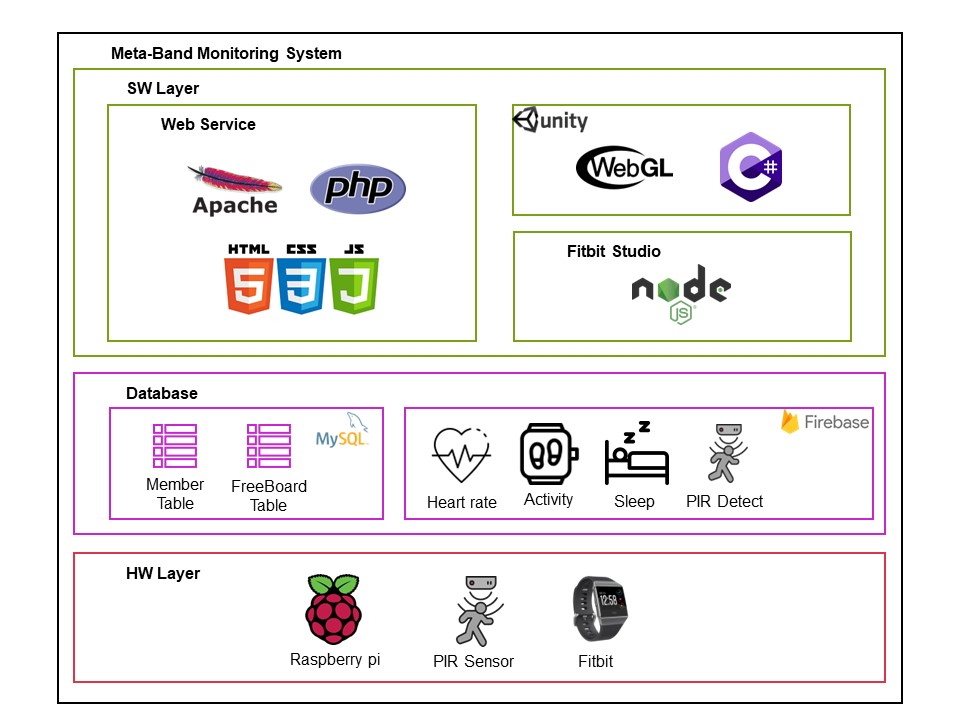 Meta-Band Monitoring System
SW Layer
Web Service
Apache
php
HTML CSS JS
5 3
unity
WebGL
C#
Fitbit Studio
node
JS
Database
Member
Table
FreeBoard
Table
MySQL
Firebase
Heart rate
Activity
Sleep
z z
PIR Detect
HW Layer
Raspberry pi
PIR Sensor
12:58
Fitbit